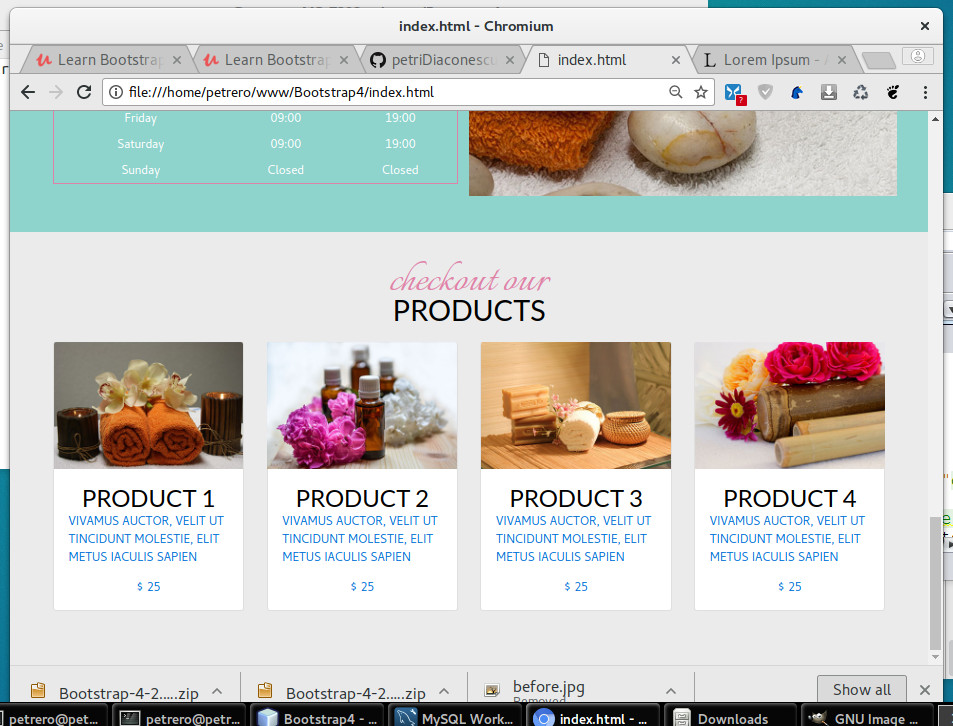 index.html - Chromium
Learn Bootstrap
Learn Bootstrap
petriDiaconescu
index.html
Lorem Ipsum - A
file:///home/petrero/www/Bootstrap4/index.html
Friday 09:00 19:00
Saturday 09:00 19:00
Sunday Closed Closed
checkout our
PRODUCTS
PRODUCT 1
VIVAMUS AUCTOR, VELIT UT
TINCIDUNT MOLESTIE, ELIT
METUS IACULIS SAPIEN
$ 25
PRODUCT 2
VIVAMUS AUCTOR, VELIT UT
TINCIDUNT MOLESTIE, ELIT
METUS IACULIS SAPIEN
$ 25
PRODUCT 3
VIVAMUS AUCTOR, VELIT UT
TINCIDUNT MOLESTIE, ELIT
METUS IACULIS SAPIEN
$ 25
PRODUCT 4
VIVAMUS AUCTOR, VELIT UT
TINCIDUNT MOLESTIE, ELIT
METUS IACULIS SAPIEN
$ 25
Bootstrap-4-2.....zip
Bootstrap-4-2.....zip
before.jpg
Removed
Show all
petrero@pet...
petrero@petr...
Bootstrap4 - ...
MySQL Work...
index.html - ...
Downloads
GNU Image ...